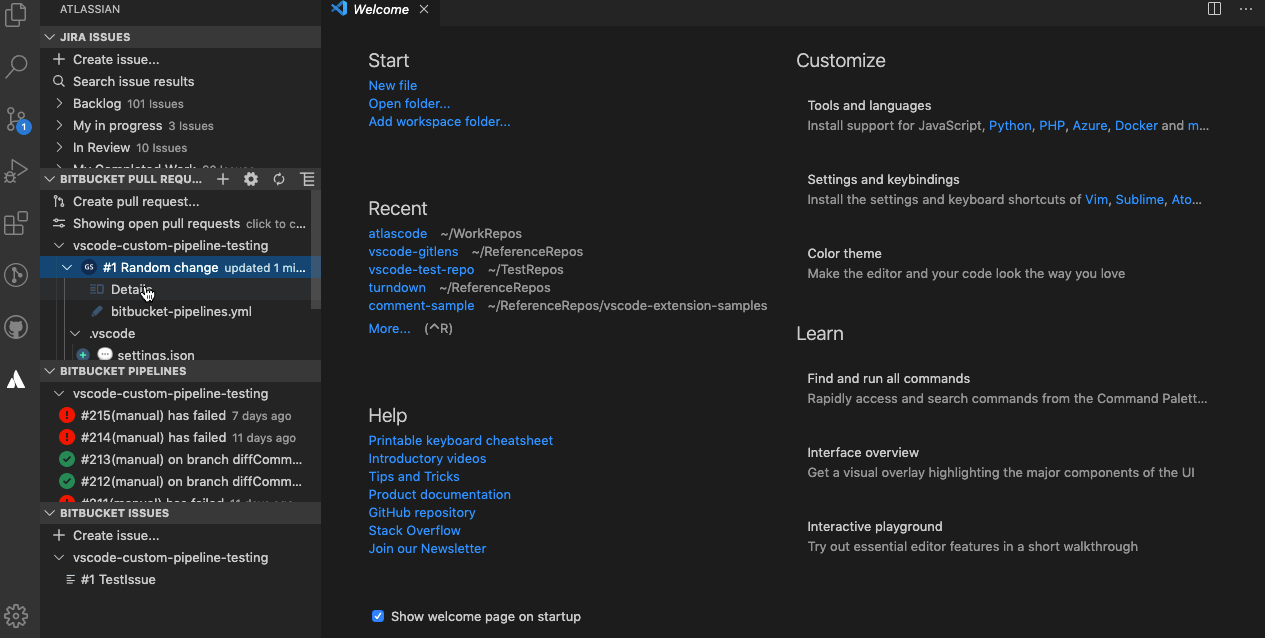 ATLASSIAN
JIRA ISSUES
Create issue...
Search issue results
Backlog 101 Issues
My in progress 3 Issues
In Review 10 Issues
My Completed Work
BITBUCKET PULL REQU...
Create pull request...
Showing open pull requests click to c...
vscode-custom-pipeline-testing
GS #1 Random change updated 1 mi...
Details
bitbucket-pipelines.yml
.vscode
settings.json
BITBUCKET PIPELINES
vscode-custom-pipeline-testing
#215(manual) has failed 7 days ago
#214(manual) has failed 11 days ago
#213(manual) on branch diffComm...
#212(manual) on branch diffComm...
#211(manual) has failed 11 days ago
BITBUCKET ISSUES
Create issue...
vscode-custom-pipeline-testing
#1 TestIssue
1
Welcome
Start
New file
Open folder...
Add workspace folder...
Recent
atlascode ~/WorkRepos
vscode-gitlens ~/ReferenceRepos
vscode-test-repo ~/TestRepos
turndown ~/ReferenceRepos
comment-sample ~/ReferenceRepos/vscode-extension-samples
More... (^R)
Help
Printable keyboard cheatsheet
Introductory videos
Tips and Tricks
Product documentation
GitHub repository
Stack Overflow
Join our Newsletter
Show welcome page on startup
Customize
Tools and languages
Install support for JavaScript, Python, PHP, Azure, Docker and m...
Settings and keybindings
Install the settings and keyboard shortcuts of Vim, Sublime, Ato...
Color theme
Make the editor and your code look the way you love
Learn
Find and run all commands
Rapidly access and search commands from the Command Palett...
Interface overview
Get a visual overlay highlighting the major components of the UI
Interactive playground
Try out essential editor features in a short walkthrough